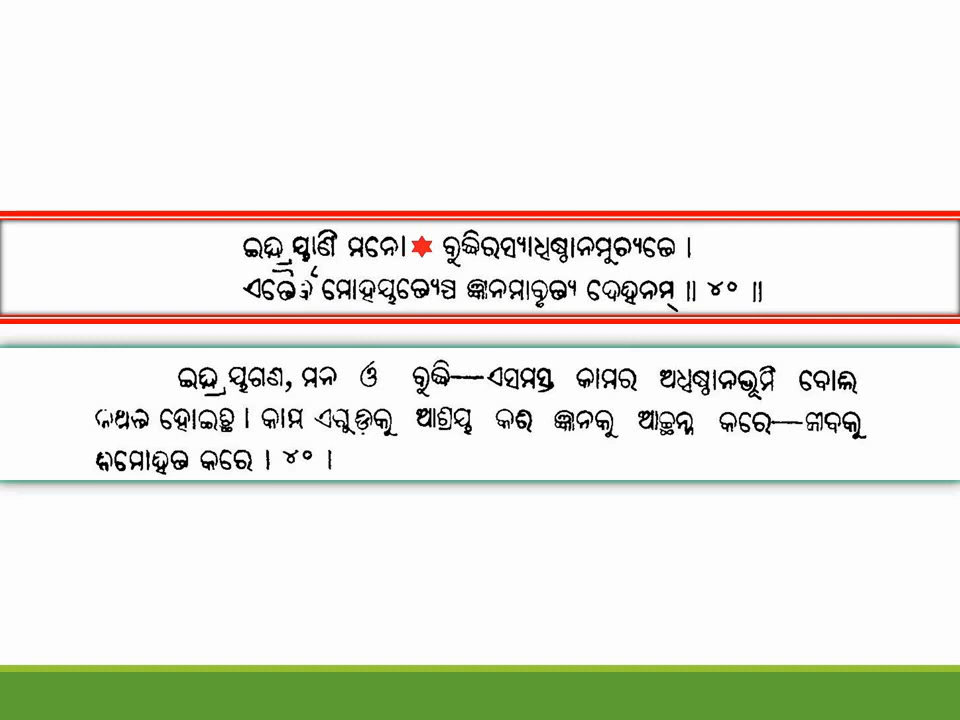 ଇନ୍ଦ୍ରିୟାଣି ମନୋ ବୁଦ୍ଧିରସ୍ୟାଧିଷ୍ଠାନମୁଚ୍ୟତେ ।
ଏତୈର୍ବିମୋହୟତ୍ୟେଷ ଜ୍ଞାନମାବୃତ୍ୟ ଦେହିନମ୍ ॥ ୪୦ ॥
ଇନ୍ଦ୍ରିୟଗଣ, ମନ ଓ ବୁଦ୍ଧି—ଏସମସ୍ତ କାମର ଅଧିଷ୍ଠାନଭୂମି ବୋଲି
କଥିତ ହୋଇଛି । କାମ ଏଗୁଡ଼ିକୁ ଆଶ୍ରୟ କରି ଜ୍ଞାନକୁ ଆଚ୍ଛନ୍ନ କରେ—ଜୀବକୁ
ବିମୋହିତ କରେ । ୪୦ ।